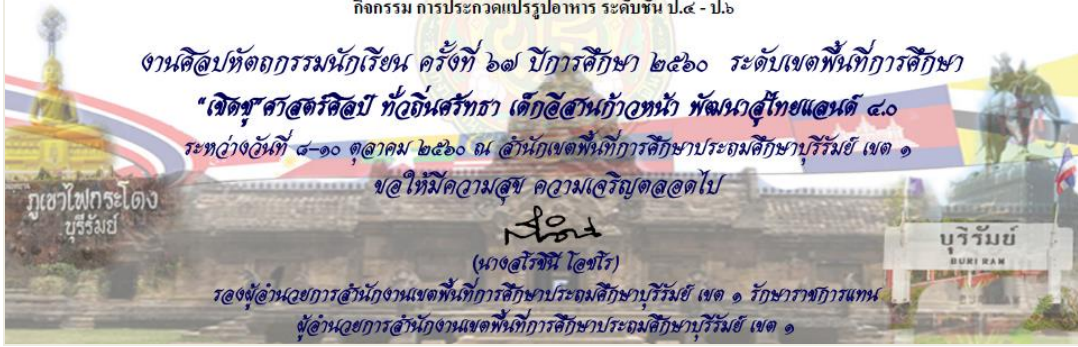 กิจกรรม การประกวดแปรรูปอาหาร ระดับชั้น ป.๔ - ป.๖
งานศิลปหัตถกรรมนักเรียน ครั้งที่ ๖๗ ปีการศึกษา ๒๕๖๐ ระดับเขตพื้นที่การศึกษา
"เชิดชู"ศาสตร์ศิลป์ ทั่วถิ่นศรัทธา เด็กอีสานก้าวหน้า พัฒนาสู่ไทยแลนด์ ๔.๐
ระหว่างวันที่ ๘-๑๐ ตุลาคม ๒๕๖๐ ณ สำนักเขตพื้นที่การศึกษาประถมศึกษาบุรีรัมย์ เขต ๑
ขอให้มีความสุข ความเจริญตลอดไป
ภูเขาไฟกระโดง
บุรีรัมย์
บุรีรัมย์
BURI RAM
(นางสโรชินี โอชโร)
รองผู้อำนวยการสำนักงานเขตพื้นที่การศึกษาประถมศึกษาบุรีรัมย์ เขต ๑ รักษาราชการแทน
ผู้อำนวยการสำนักงานเขตพื้นที่การศึกษาประถมศึกษาบุรีรัมย์ เขต ๑